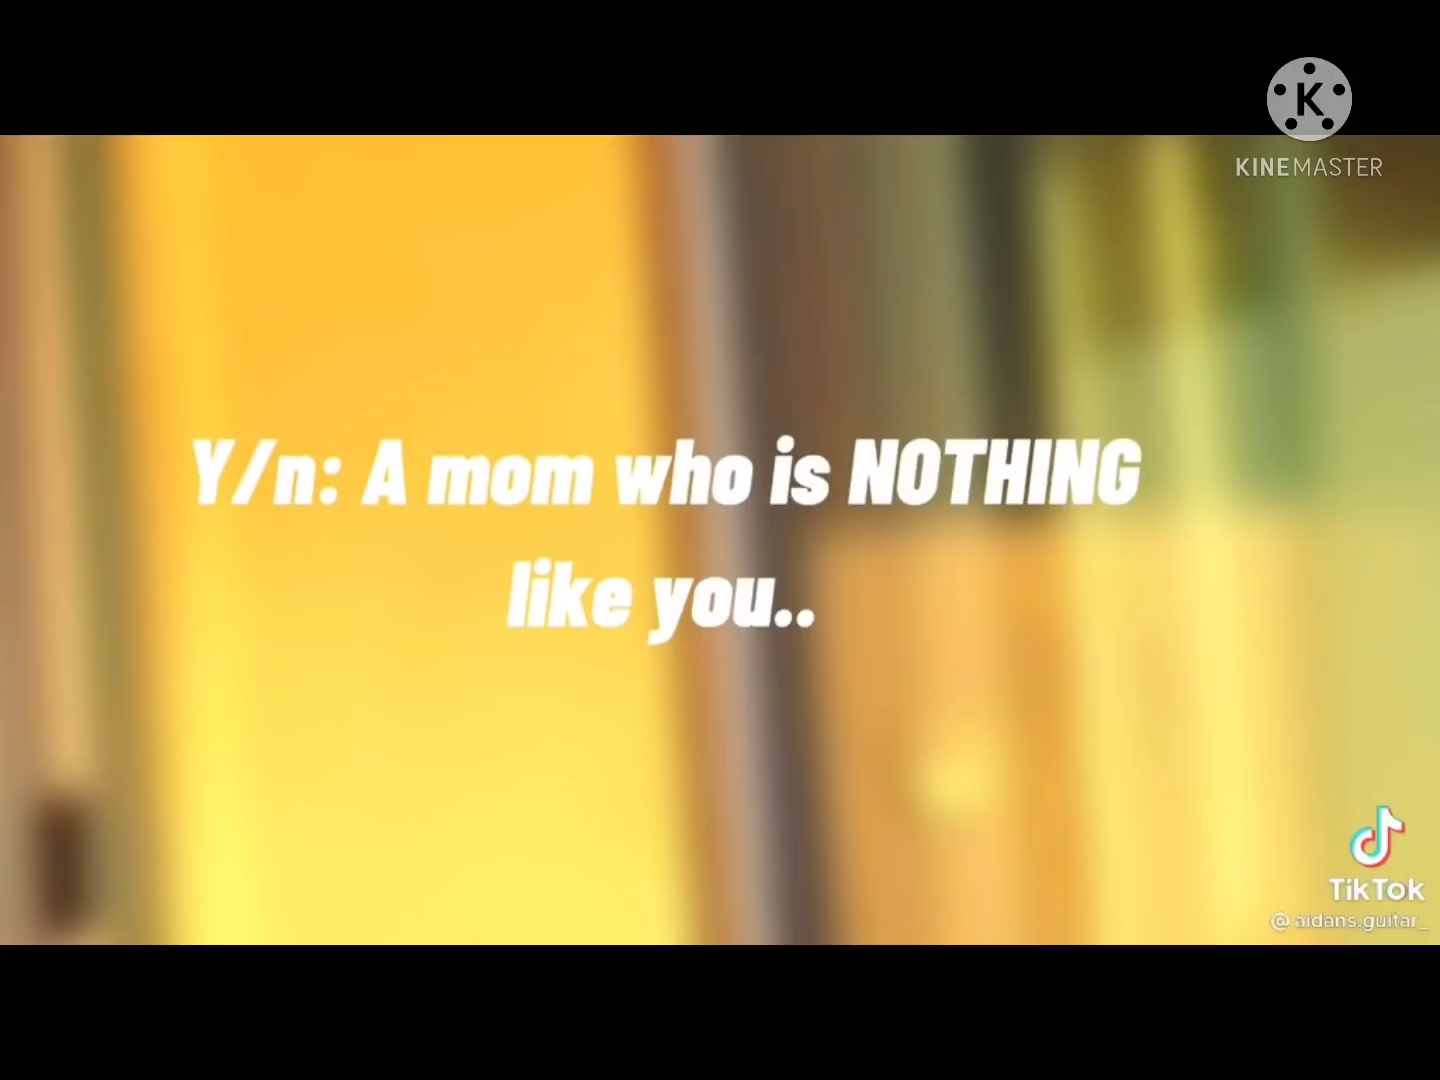 K
KINEMASTER
Y/n: A mom who is NOTHING
like you..
TikTok
@ aidans.guitar_